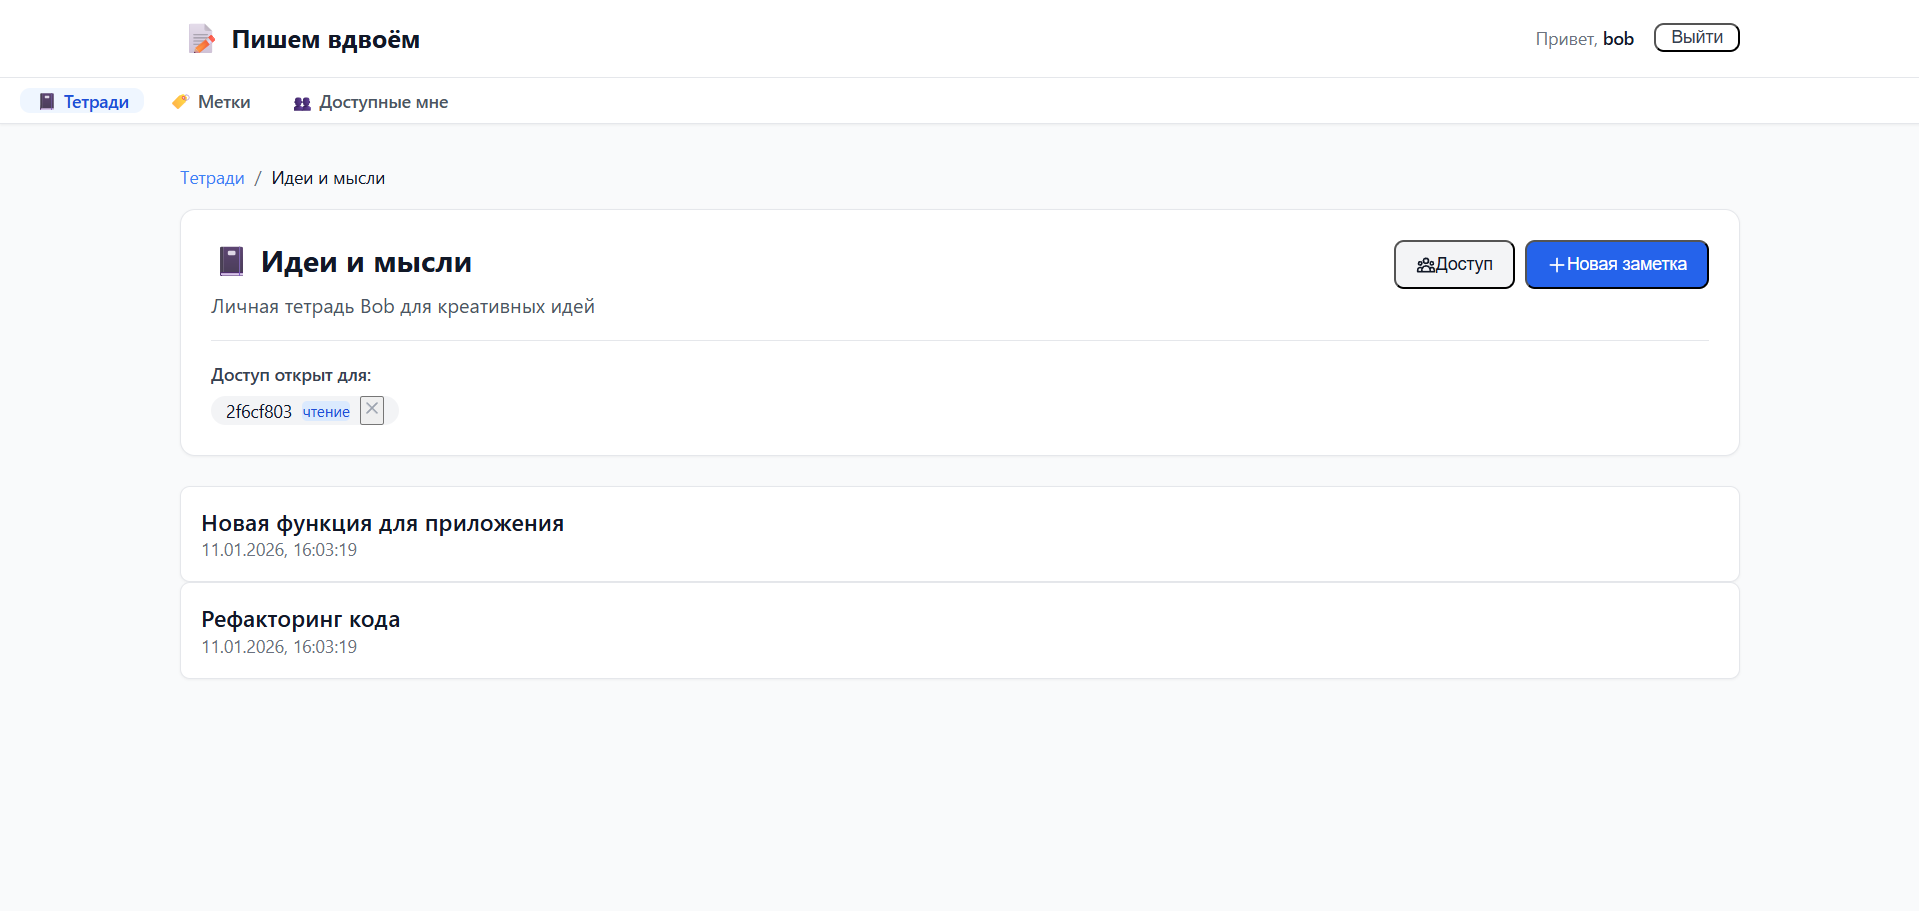 Пишем вдвоём
Привет, bob
Выйти
Тетради
Метки
Доступные мне
Тетради / Идеи и мысли
Идеи и мысли
Доступ
Новая заметка
Личная тетрадь Bob для креативных идей
Доступ открыт для:
2f6cf803 чтение
Новая функция для приложения
11.01.2026, 16:03:19
Рефакторинг кода
11.01.2026, 16:03:19